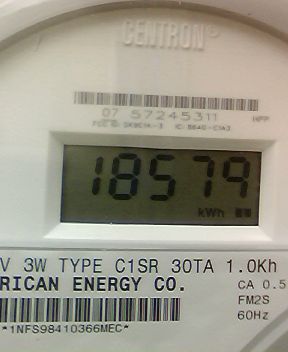 CENTRON®
07 57245311
18579
kWh
V 3W TYPE C1SR 30TA 1.0Kh
RICAN ENERGY CO. CA 0.5
FM2S
*1NFS98410366MEC* 60Hz